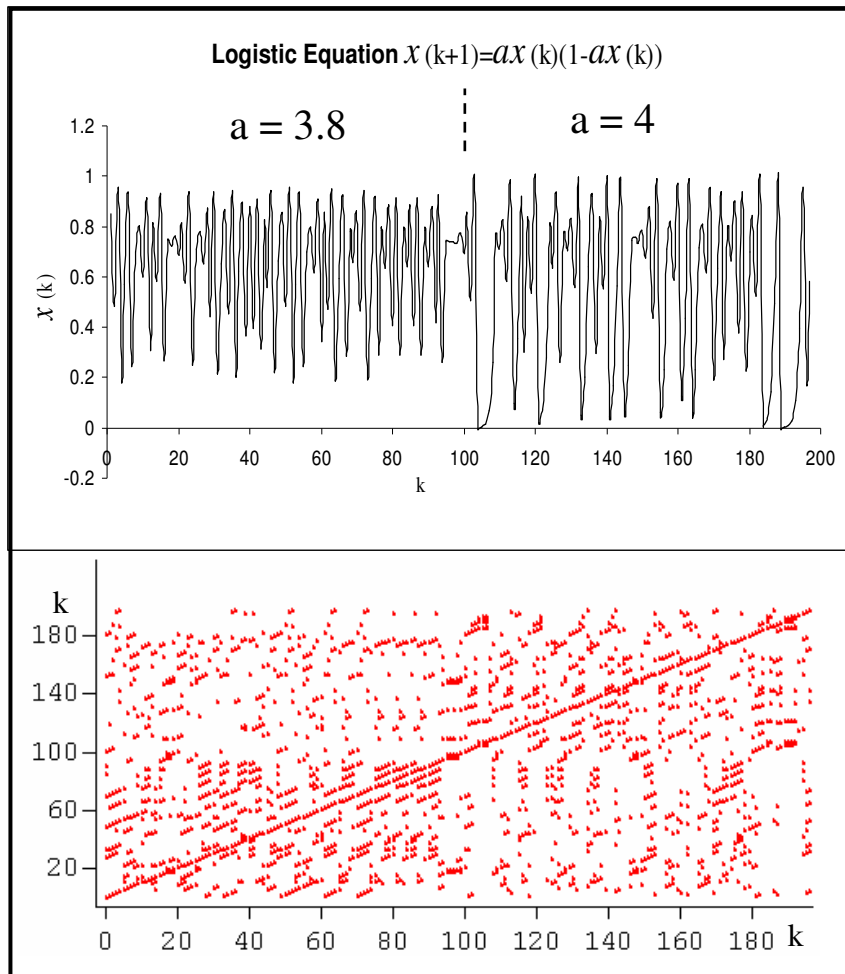 Logistic Equation x (k+1)=ax (k)(1-ax (k))
a = 3.8
a = 4
1.2
1
0.8
0.6
0.4
0.2
0
-0.2
x (k)
0 20 40 60 80 100 120 140 160 180 200
k
k
180
140
100
60
20
0 20 40 60 80 100 120 140 160 180 k